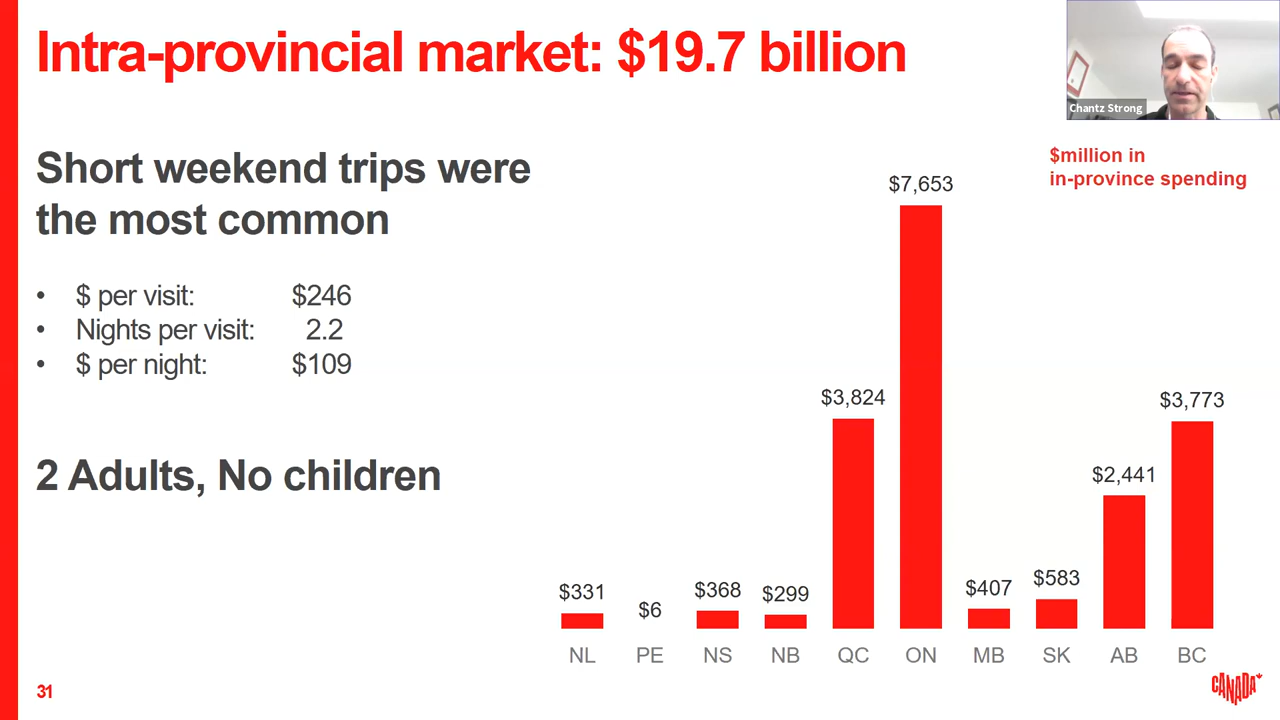 Intra-provincial market: $19.7 billion
Chantz Strong
Short weekend trips were
the most common
$million in
in-province spending
• $ per visit: $246
• Nights per visit: 2.2
• $ per night: $109
2 Adults, No children
$331
$6
$368
$299
$3,824
$7,653
$407
$583
$2,441
$3,773
NL PE NS NB QC ON MB SK AB BC
31
CANADA